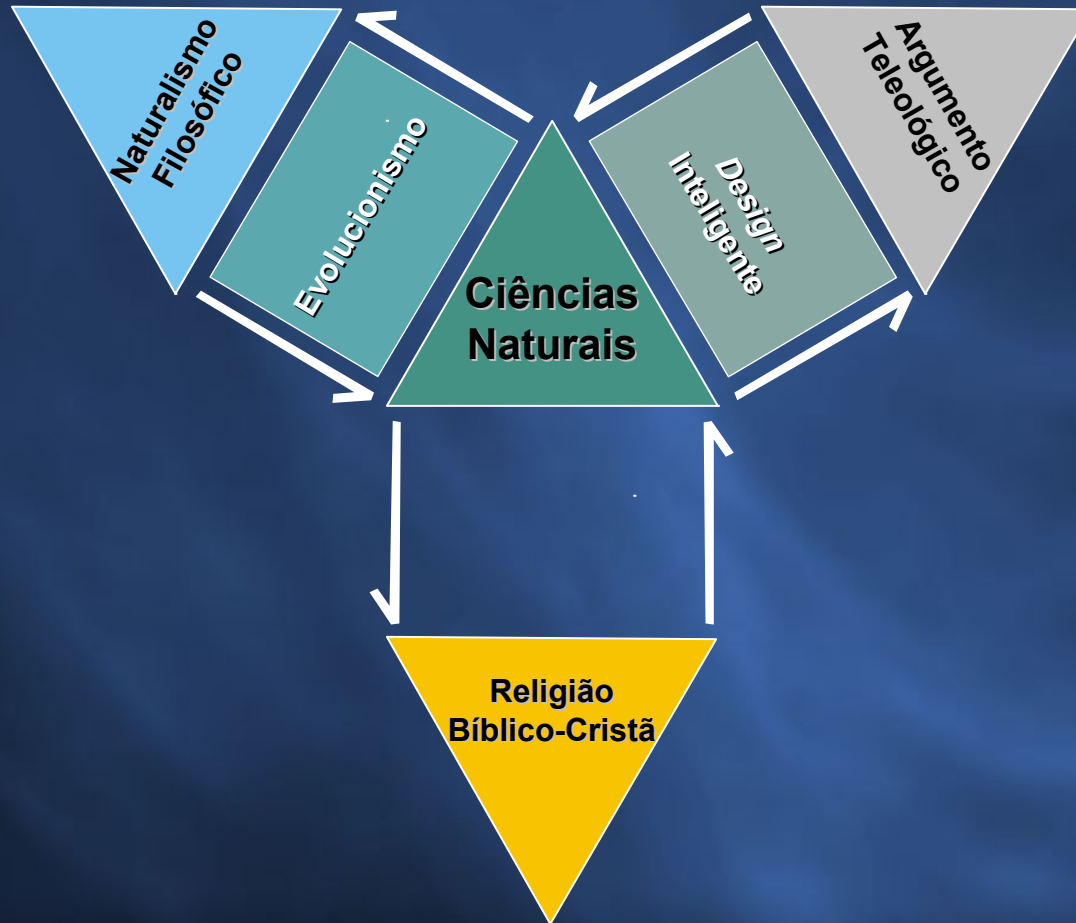 Naturalismo
Filosófico
Evolucionismo
Ciências
Naturais
Design
Inteligente
Argumento
Teleológico
Religião
Bíblico-Cristã